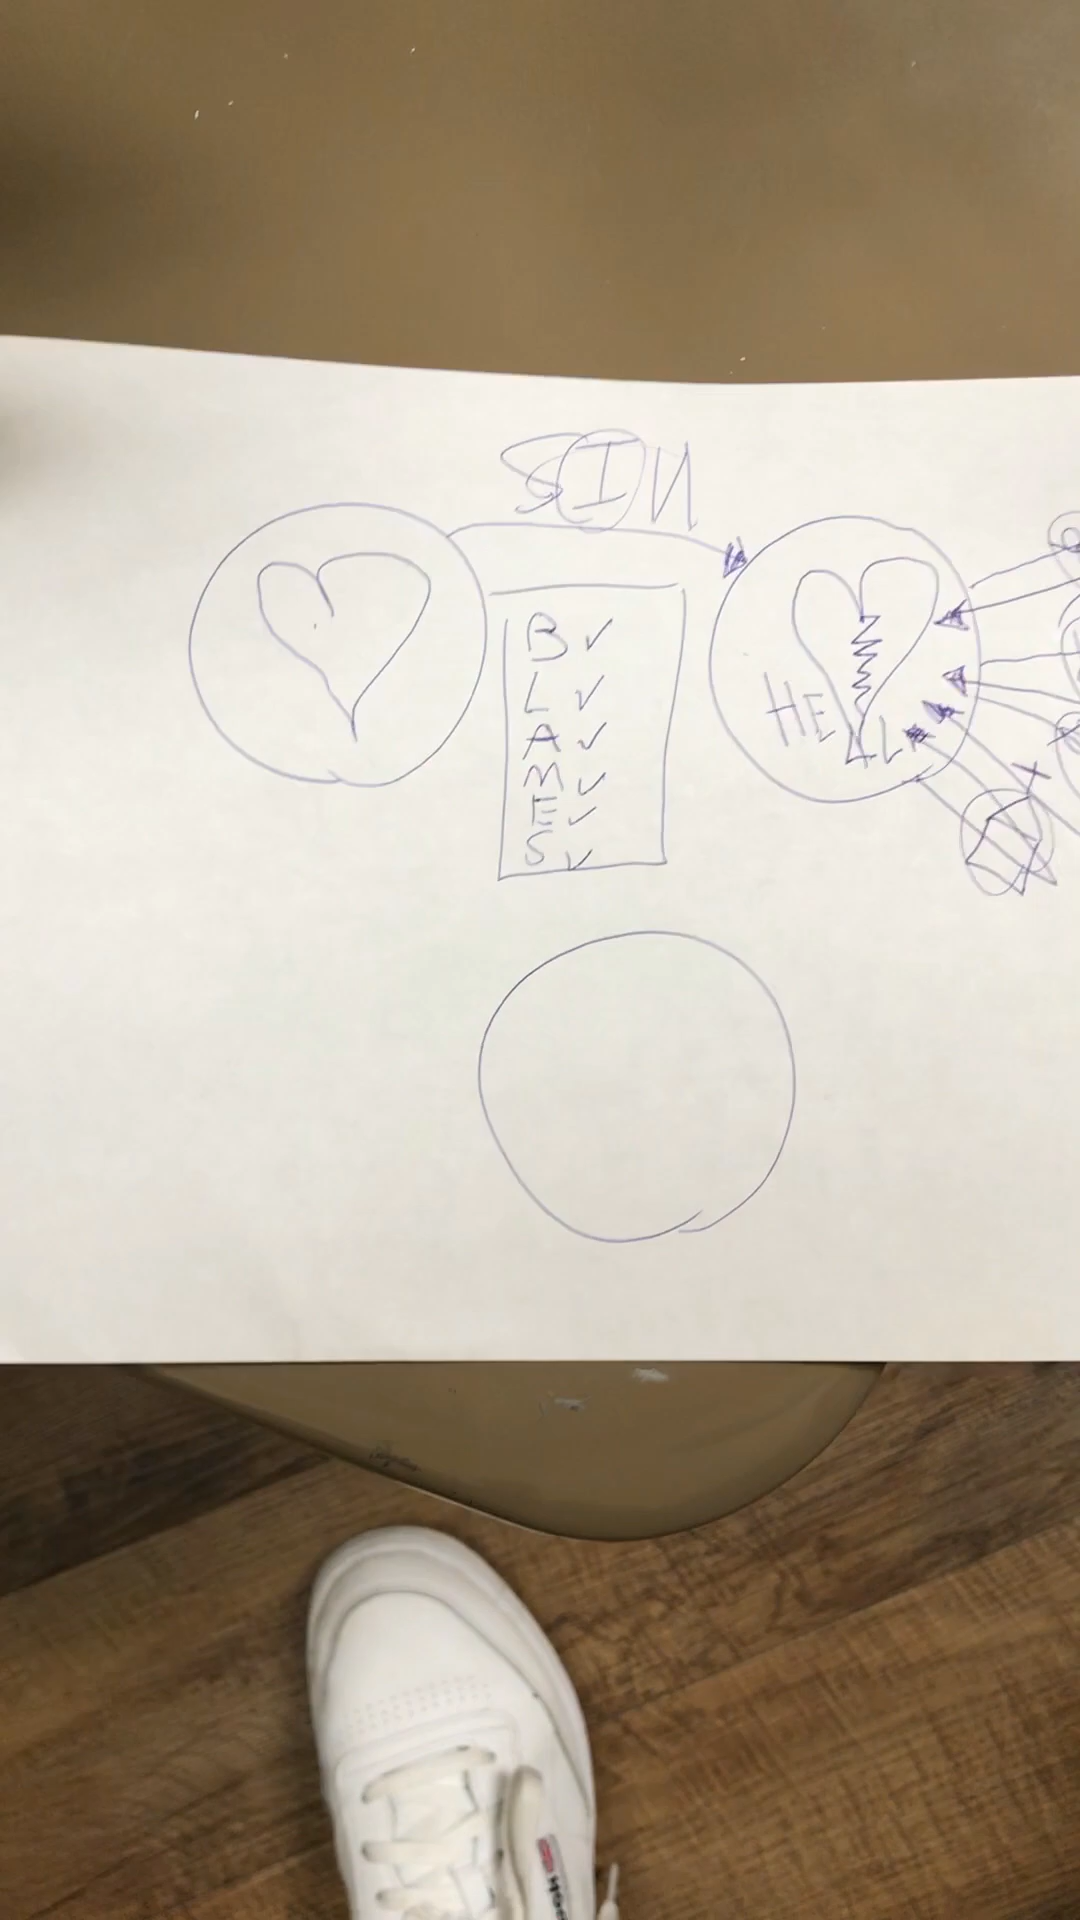 SIN
B ✓
L ✓
A ✓
M ✓
E ✓
S ✓
HELL